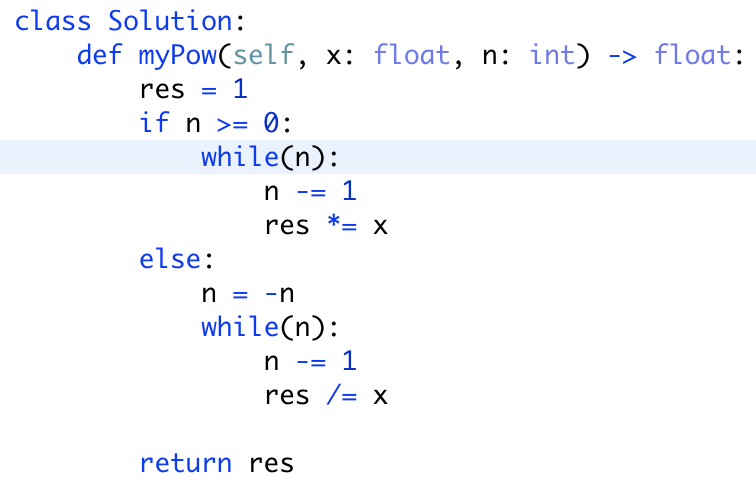 class Solution:
    def myPow(self, x: float, n: int) -> float:
        res = 1
        if n >= 0:
            while(n):
                n -= 1
                res *= x
        else:
            n = -n
            while(n):
                n -= 1
                res /= x
        return res